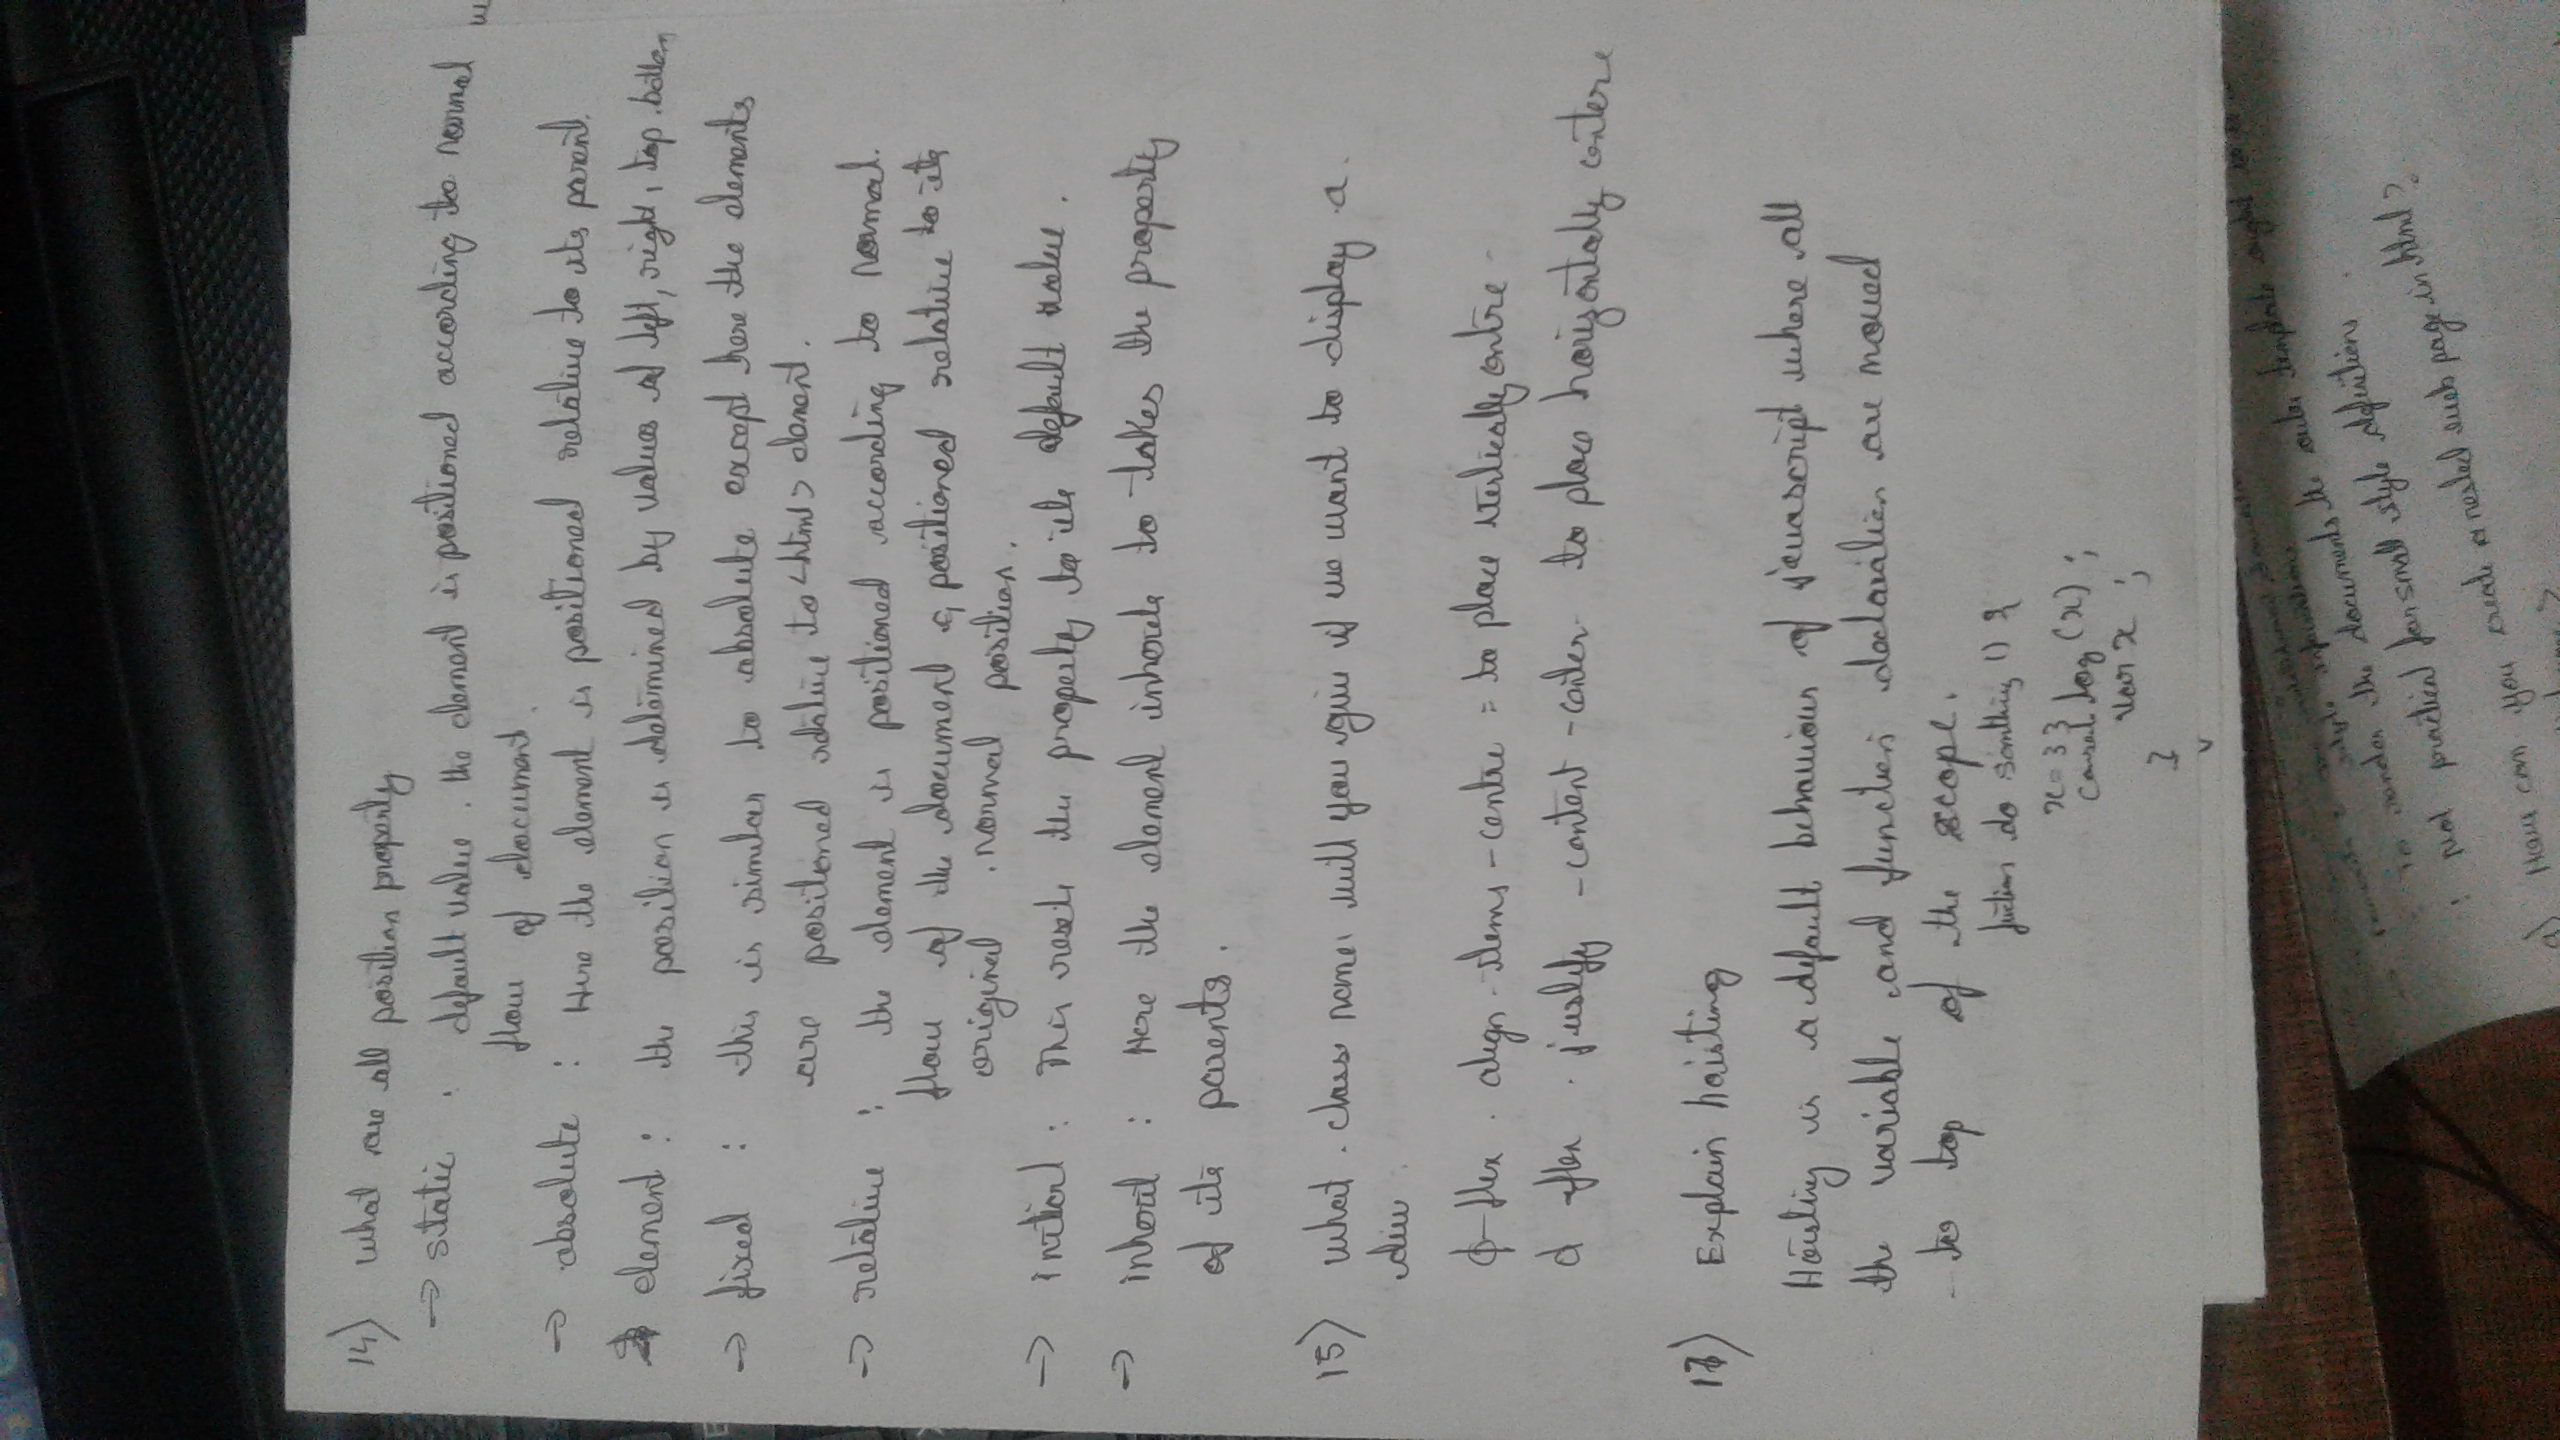 14) what are all position property
→ static : default value. the element is positioned according to normal
flow of document.
→ absolute : Here the element is positioned relative to its parent.
element : the position is detemined by values of left, right, top. bottom
→ fixed : this is similar to absolute except here the elements
are positioned relative to <html> element.
→ relative : the element is positioned according to normal.
flow of the document & positioned relative to its
original normal position.
→ initial : This resets the property to its default value.
→ inherit : Here the element inherits to takes the property
of its parents.
15) what class name will you give if we want to display a
div
d-flex . align-items-centre = to place vertically centre
d flex . justify-content-center to place horizontally centere
17) Explain hoisting
Hoisting is a default behaviour of javascript where all
the variable and function declaration are moved
to top of the scope.
fuction do somthing () {
x=33
log (x) ;
var x ;
}
style
to render the documents the outer template ought to
: not practical for small style definitions
9) How can you create a nested web page in html?